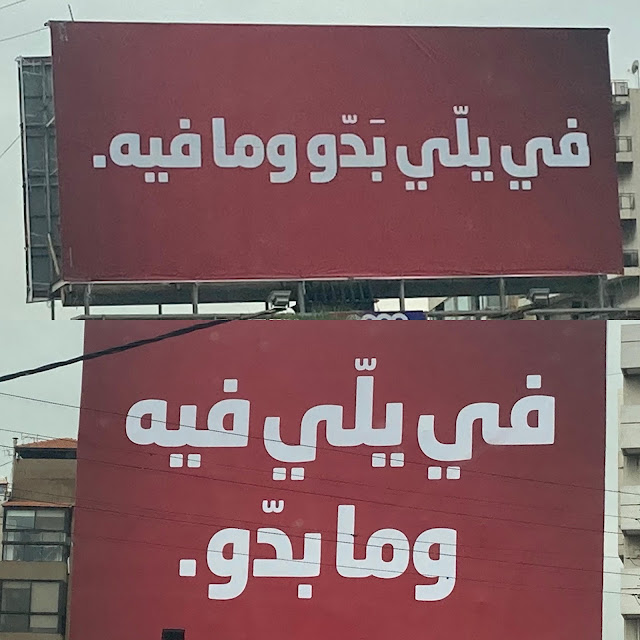 في يلّي بَدّو وما فيه.
في يلّي فيه
وما بدّو.